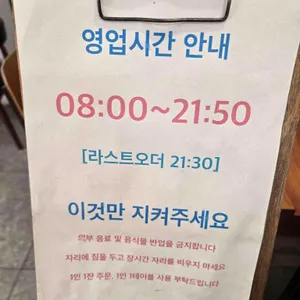 영업시간 안내
08:00~21:50
[라스트오더 21:30]
이것만 지켜주세요
외부 음료 및 음식물 반입을 금지합니다
자리에 짐을 두고 장시간 자리를 비우지 마세요
1인 1잔 주문, 1인 1테이블 사용 부탁드립니다